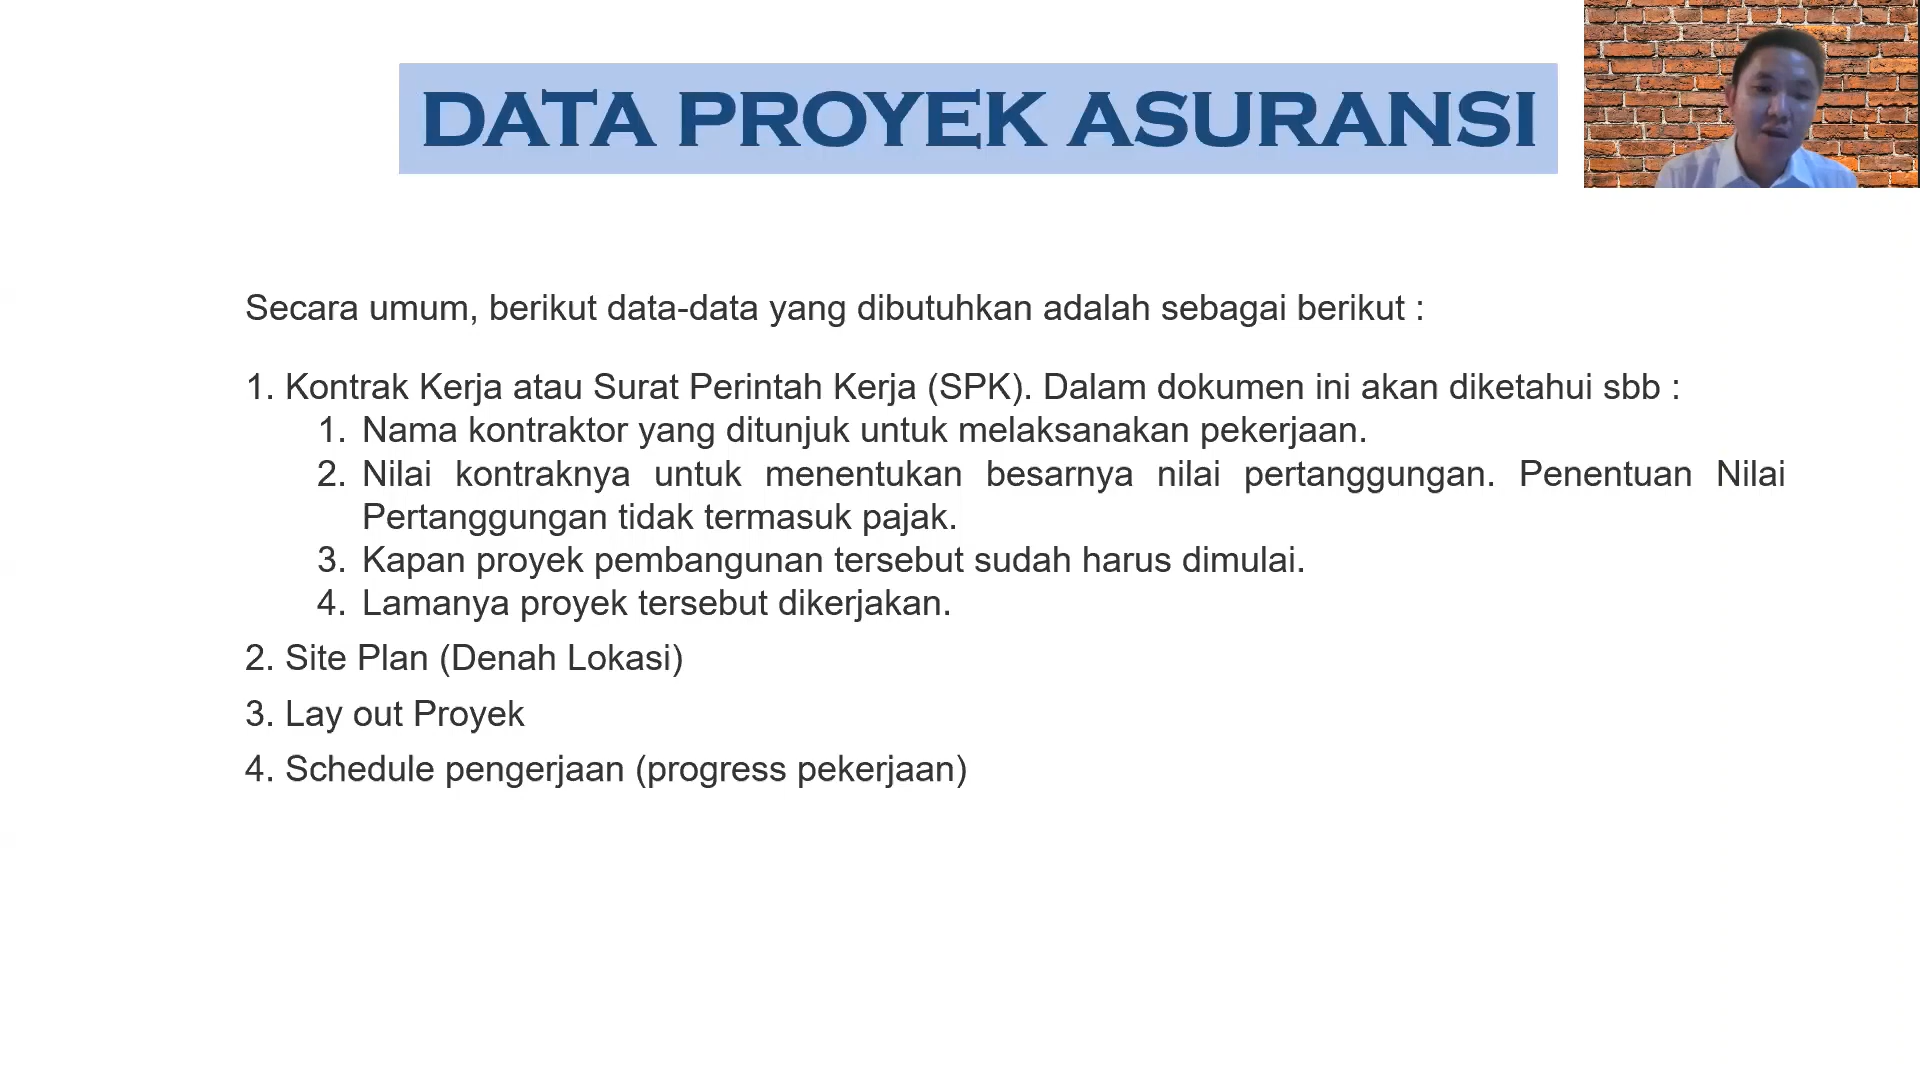 DATA PROYEK ASURANSI
Secara umum, berikut data-data yang dibutuhkan adalah sebagai berikut :
1. Kontrak Kerja atau Surat Perintah Kerja (SPK). Dalam dokumen ini akan diketahui sbb :
1. Nama kontraktor yang ditunjuk untuk melaksanakan pekerjaan.
2. Nilai kontraknya untuk menentukan besarnya nilai pertanggungan. Penentuan Nilai
Pertanggungan tidak termasuk pajak.
3. Kapan proyek pembangunan tersebut sudah harus dimulai.
4. Lamanya proyek tersebut dikerjakan.
2. Site Plan (Denah Lokasi)
3. Lay out Proyek
4. Schedule pengerjaan (progress pekerjaan)